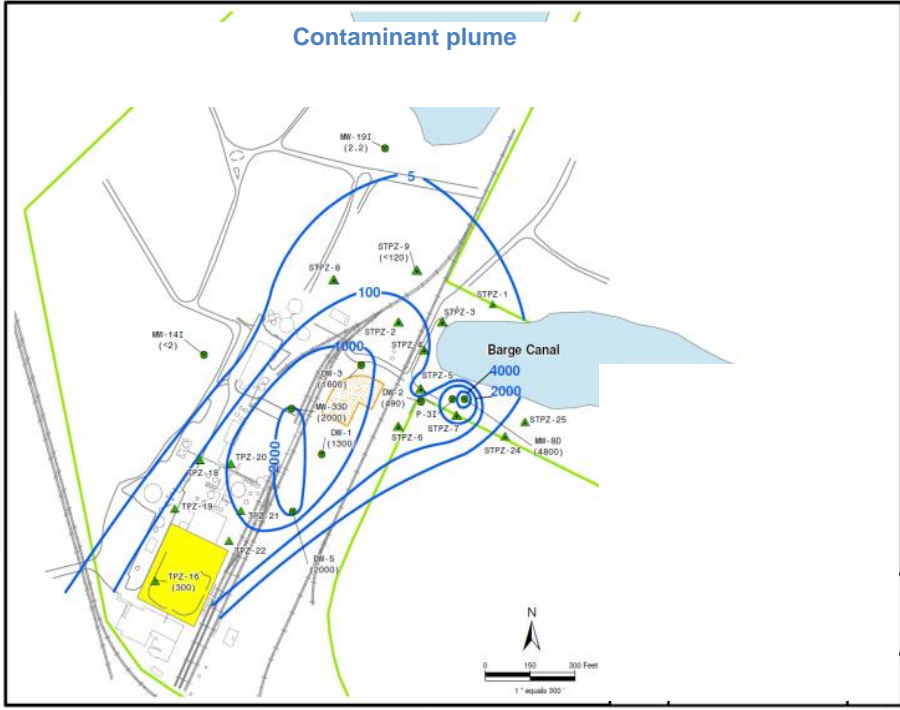 Contaminant plume
MW-19I
(2.2)
5
STPZ-9
(<120)
STPZ-8
STPZ-1
100
STPZ-2
STPZ-3
MW-14I
(<2)
1000
STPZ-4
Barge Canal
DW-3
(1600)
STPZ-5
4000
DW-2
(490)
2000
MW-33D
(2000)
P-3I
STPZ-7
STPZ-25
DW-1
(1300)
STPZ-6
STPZ-24
MW-8D
(4800)
2000
TPZ-20
TPZ-18
TPZ-19
TPZ-21
TPZ-22
DW-5
(2000)
TPZ-16
(300)
N
0 150 300 Feet
1 " equals 300 '